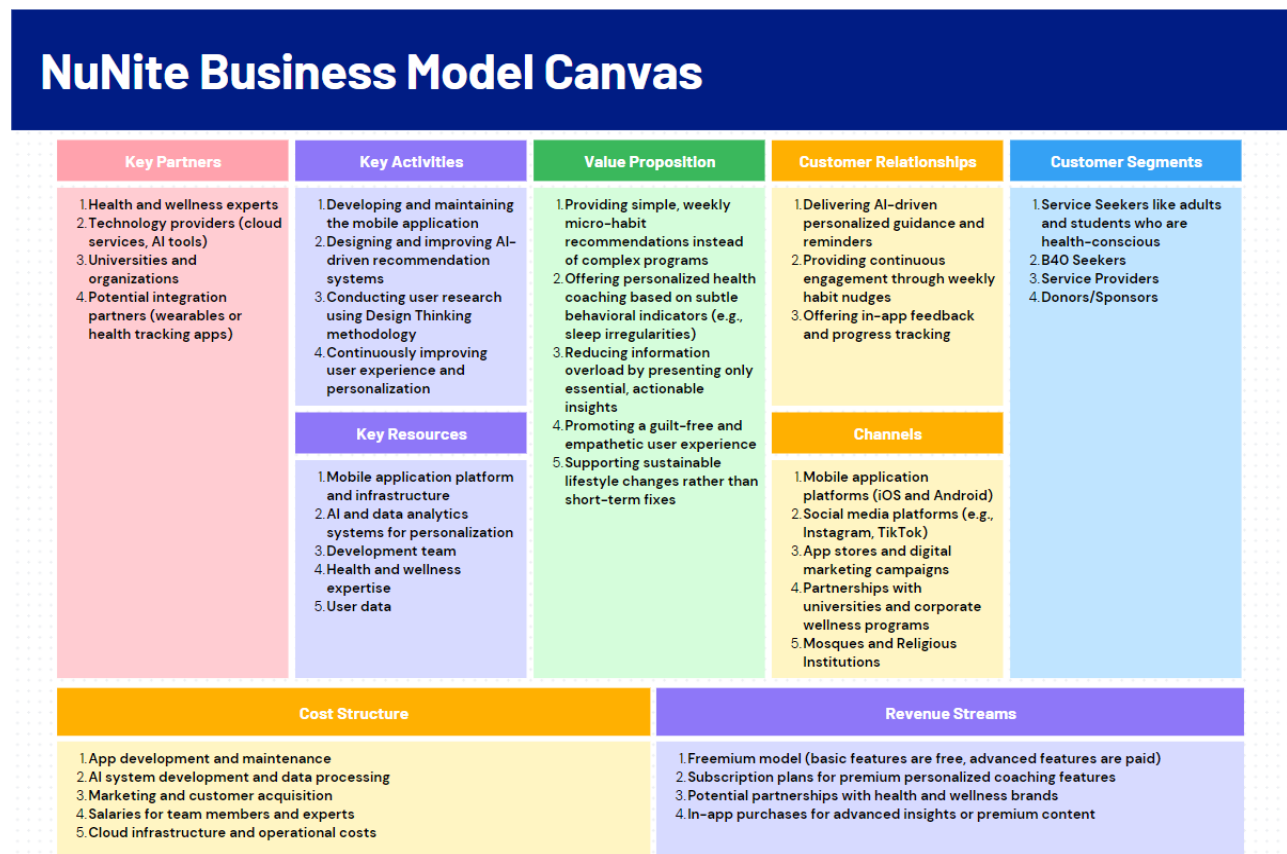 NuNite Business Model Canvas
Key Partners
1. Health and wellness experts
2. Technology providers (cloud
services, AI tools)
3. Universities and
organizations
4. Potential integration
partners (wearables or
health tracking apps)
Key Activities
1. Developing and maintaining
the mobile application
2. Designing and improving AI-
driven recommendation
systems
3. Conducting user research
using Design Thinking
methodology
4. Continuously improving
user experience and
personalization
Key Resources
1. Mobile application platform
and infrastructure
2. AI and data analytics
systems for personalization
3. Development team
4. Health and wellness
expertise
5. User data
Value Proposition
1. Providing simple, weekly
micro-habit
recommendations instead
of complex programs
2. Offering personalized health
coaching based on subtle
behavioral indicators (e.g.,
sleep irregularities)
3. Reducing information
overload by presenting only
essential, actionable
insights
4. Promoting a guilt-free and
empathetic user experience
5. Supporting sustainable
lifestyle changes rather than
short-term fixes
Customer Relationships
1. Delivering AI-driven
personalized guidance and
reminders
2. Providing continuous
engagement through weekly
habit nudges
3. Offering in-app feedback
and progress tracking
Channels
1. Mobile application
platforms (iOS and Android)
2. Social media platforms (e.g.,
Instagram, TikTok)
3. App stores and digital
marketing campaigns
4. Partnerships with
universities and corporate
wellness programs
5. Mosques and Religious
Institutions
Customer Segments
1. Service Seekers like adults
and students who are
health-conscious
2. B40 Seekers
3. Service Providers
4. Donors/Sponsors
Cost Structure
1. App development and maintenance
2. AI system development and data processing
3. Marketing and customer acquisition
4. Salaries for team members and experts
5. Cloud infrastructure and operational costs
Revenue Streams
1. Freemium model (basic features are free, advanced features are paid)
2. Subscription plans for premium personalized coaching features
3. Potential partnerships with health and wellness brands
4. In-app purchases for advanced insights or premium content